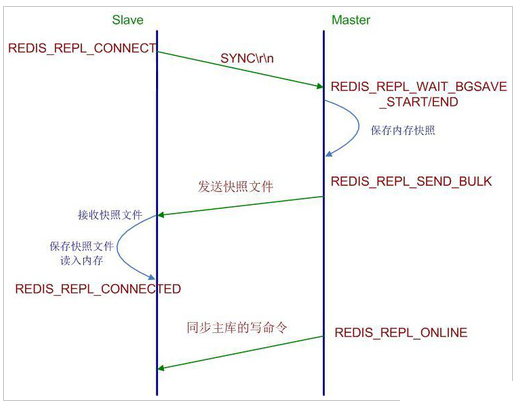 Slave
Master
REDIS_REPL_CONNECT
SYNC\r\n
REDIS_REPL_WAIT_BGSAVE
_START/END
保存内存快照
REDIS_REPL_SEND_BULK
发送快照文件
接收快照文件
保存快照文件
读入内存
REDIS_REPL_CONNECTED
同步主库的写命令
REDIS_REPL_ONLINE